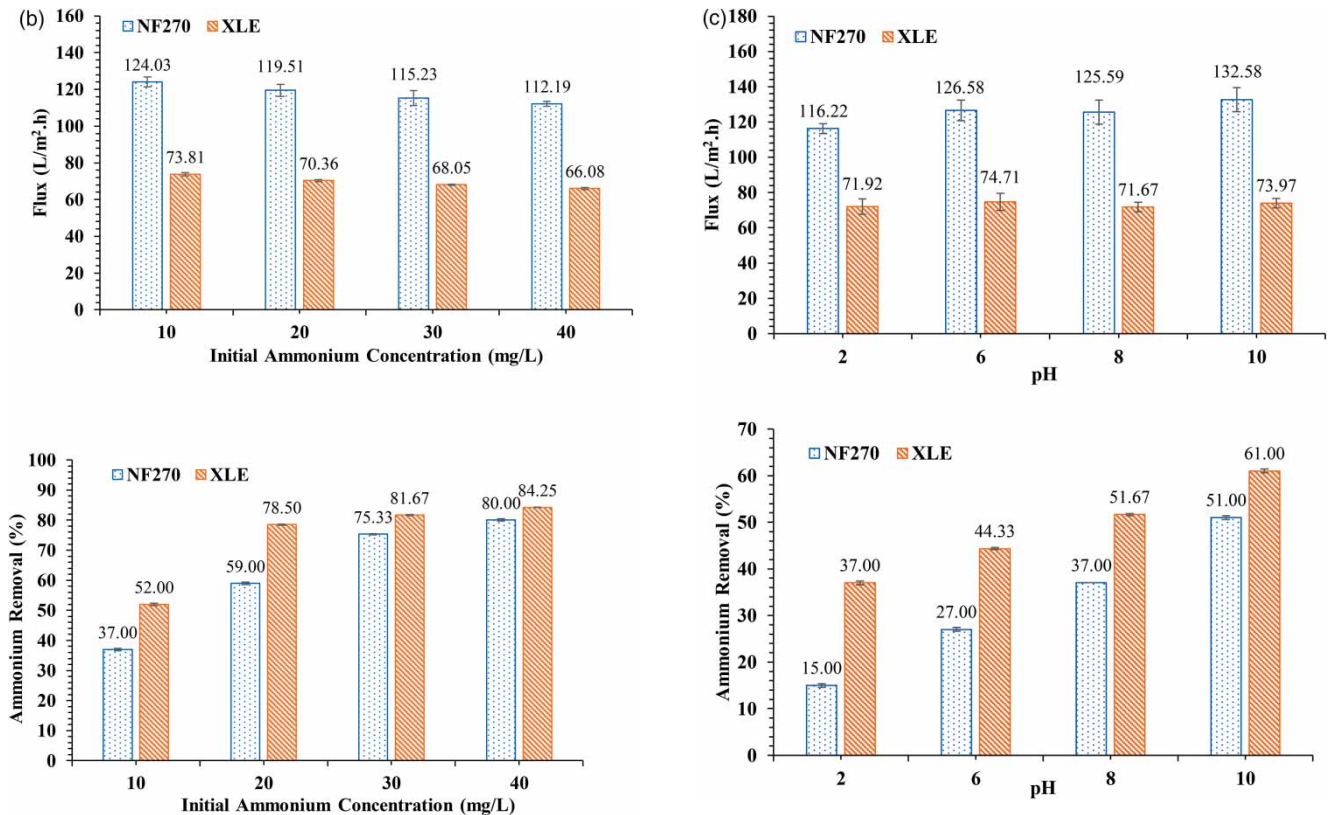 (b)
NF270 XLE
Flux (L/m².h)
160
140
120
100
80
60
40
20
0
124.03 119.51 115.23 112.19
73.81 70.36 68.05 66.08
10 20 30 40
Initial Ammonium Concentration (mg/L)
(c)
NF270 XLE
Flux (L/m².h)
180
160
140
120
100
80
60
40
20
0
116.22 126.58 125.59 132.58
71.92 74.71 71.67 73.97
2 6 8 10
pH
NF270 XLE
Ammonium Removal (%)
100
90
80
70
60
50
40
30
20
10
0
37.00 59.00 75.33 80.00
52.00 78.50 81.67 84.25
10 20 30 40
Initial Ammonium Concentration (mg/L)
NF270 XLE
Ammonium Removal (%)
70
60
50
40
30
20
10
0
15.00 27.00 37.00 51.00
37.00 44.33 51.67 61.00
2 6 8 10
pH